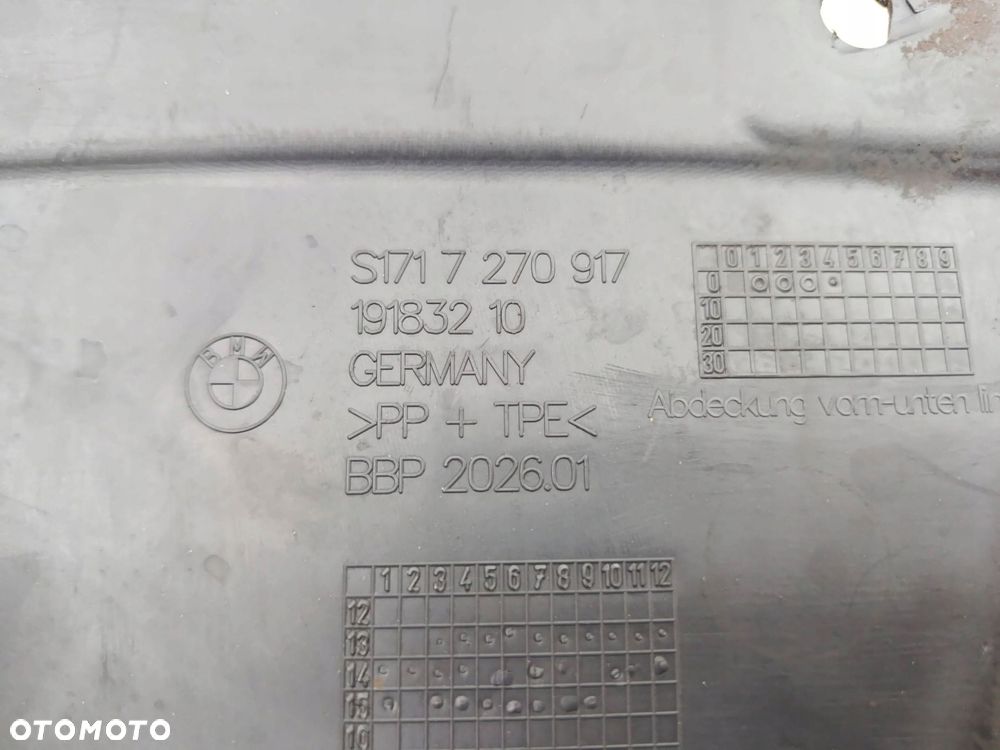 S171 7 270 917
191832 10
GERMANY
>PP + TPE<
BBP 2026.01
BMW
0 1 2 3 4 5 6 7 8 9
0
10
20
30
Abdeckung vorn-unten
1 2 3 4 5 6 7 8 9 10 11 12
12
13
14
15
OTOMOTO